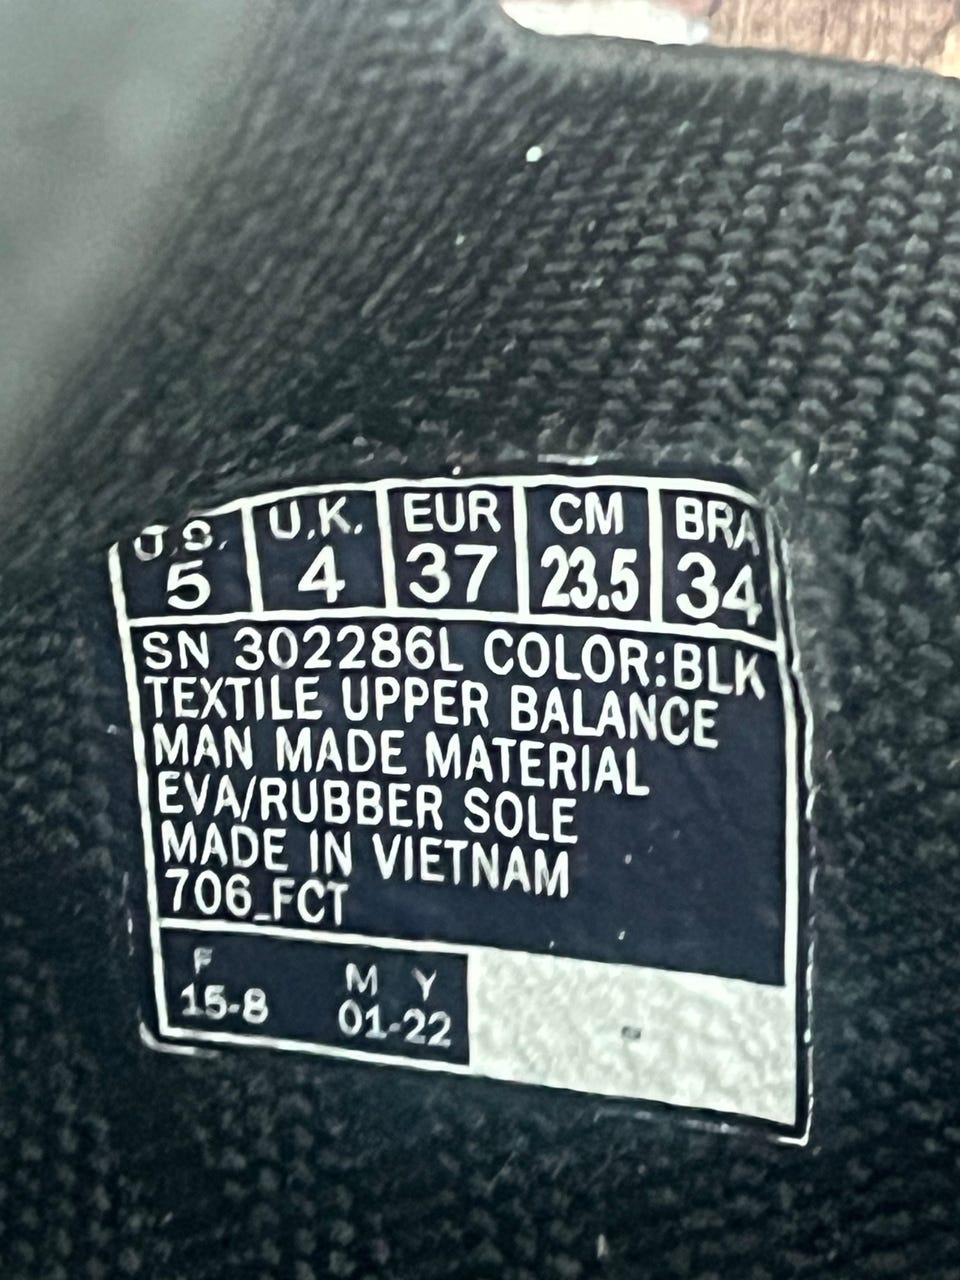 U.S. U.K. EUR CM BRA
5 4 37 23.5 34
SN 302286L COLOR:BLK
TEXTILE UPPER BALANCE
MAN MADE MATERIAL
EVA/RUBBER SOLE
MADE IN VIETNAM
706_FCT
F M Y
15-8 01-22